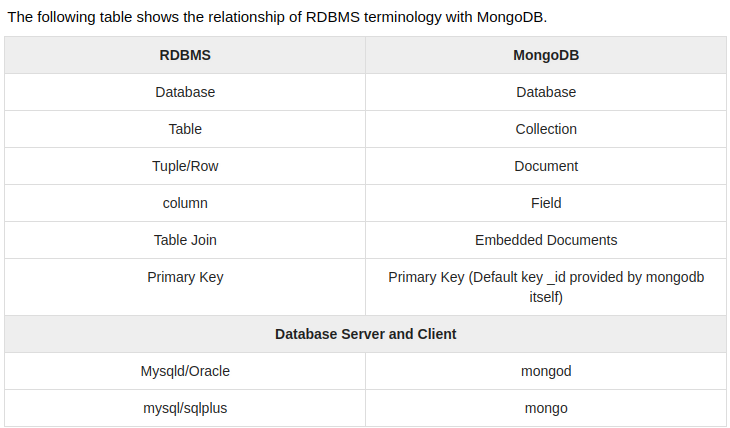 The following table shows the relationship of RDBMS terminology with MongoDB.
RDBMS MongoDB
Database Database
Table Collection
Tuple/Row Document
column Field
Table Join Embedded Documents
Primary Key Primary Key (Default key _id provided by mongodb
itself)
Database Server and Client
Mysqld/Oracle mongod
mysql/sqlplus mongo